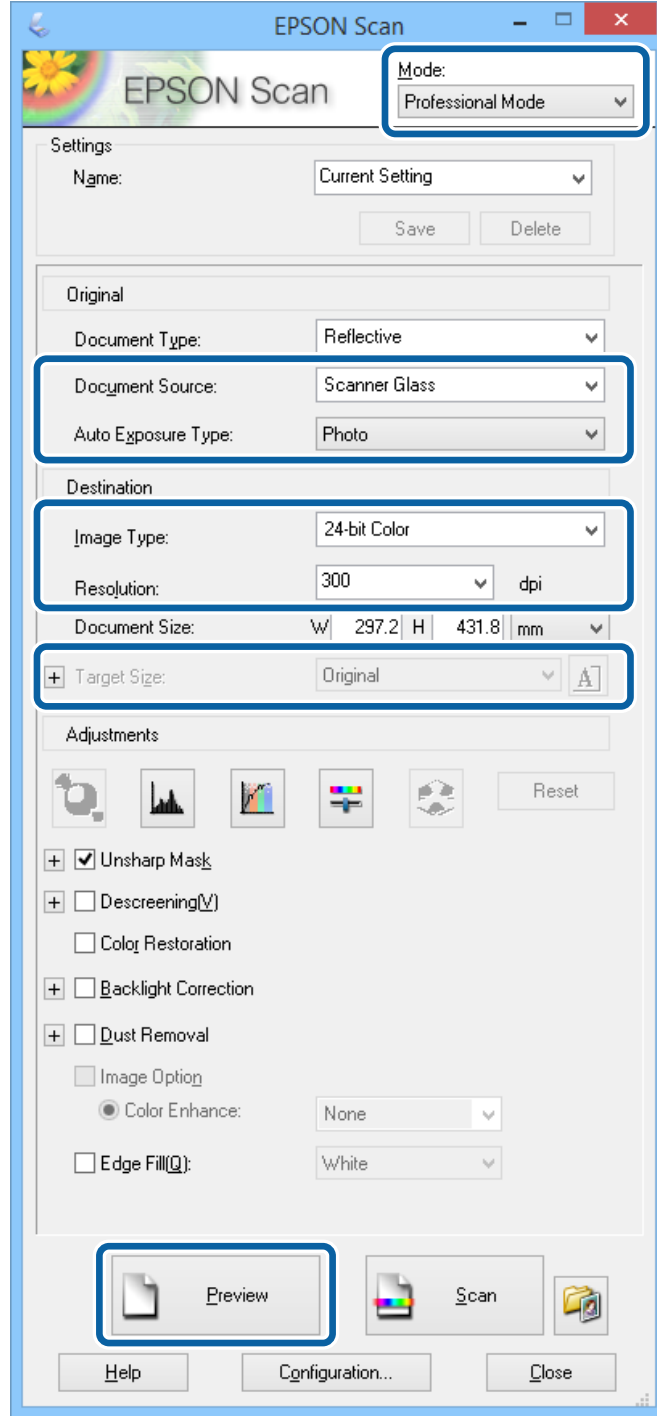 EPSON Scan
EPSON Scan
Mode:
Professional Mode
Settings
Name: Current Setting
Save Delete
Original
Document Type: Reflective
Document Source: Scanner Glass
Auto Exposure Type: Photo
Destination
Image Type: 24-bit Color
Resolution: 300 dpi
Document Size: W 297.2 H 431.8 mm
+ Target Size: Original A
Adjustments
Reset
+ Unsharp Mask
+ Descreening(V)
Color Restoration
+ Backlight Correction
+ Dust Removal
Image Option
Color Enhance: None
Edge Fill(Q): White
Preview Scan
Help Configuration... Close